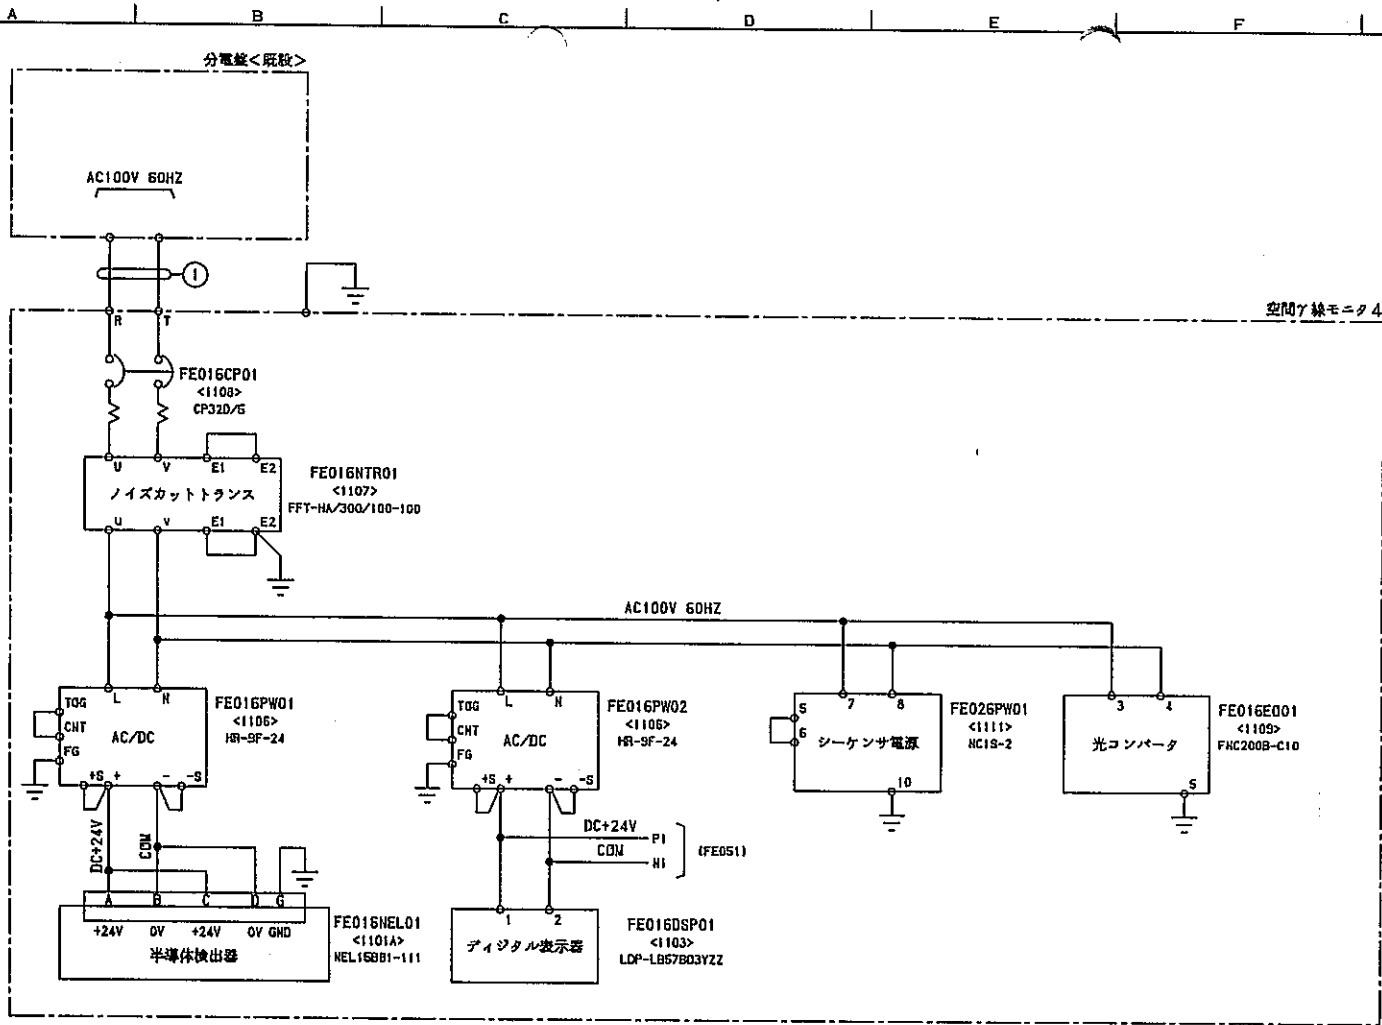 A B C D E F
分電盤<既設>
AC100V 60HZ
1
空間γ線モニタ4
R T
FE016CP01
<1108>
CP32D/5
U V E1 E2
ノイズカットトランス
FE016NTR01
<1107>
FFT-HA/300/100-100
U V E1 E2
AC100V 60HZ
TOG L N
CNT AC/DC
FG
+S + - -S
FE016PW01
<1106>
HR-9F-24
TOG L N
CNT AC/DC
FG
+S + - -S
FE016PW02
<1106>
HR-9F-24
5 7 8
6 シーケンサ電源
10
FE026PW01
<1111>
NC1S-2
3 4
光コンバータ
5
FE016E001
<1109>
FNC200B-C10
DC+24V
COM
DC+24V P1
COM N1
(FE051)
A B C D G
+24V 0V +24V 0V GND
半導体検出器
FE016NEL01
<1101A>
NEL15BB1-111
1 2
ディジタル表示器
FE016DSP01
<1103>
LDP-LB57B03YZZ